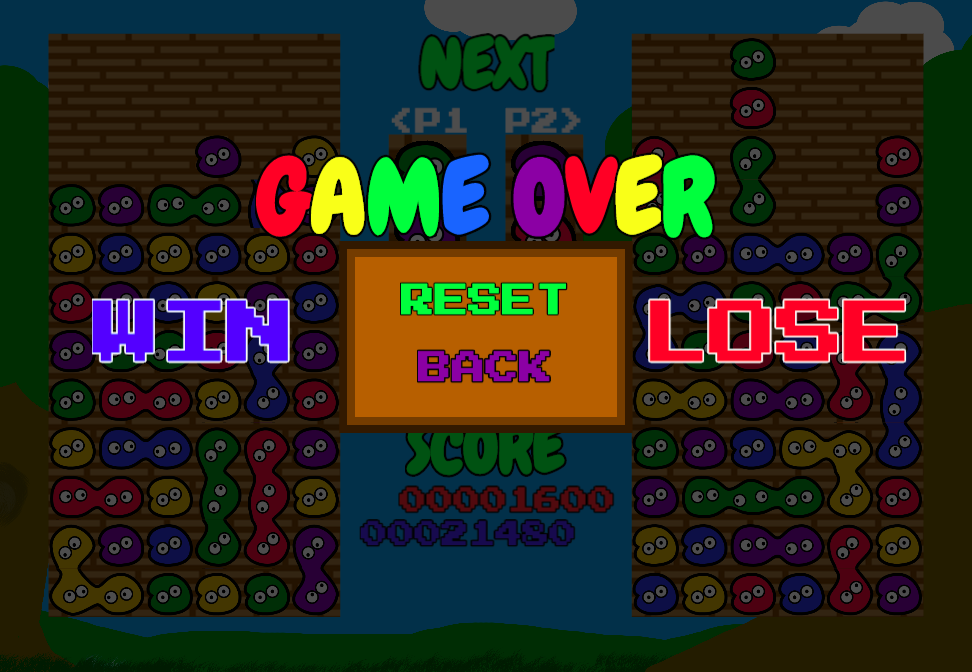 NEXT
<P1 P2>
GAME OVER
WIN
RESET
BACK
LOSE
SCORE
00001600
00021480